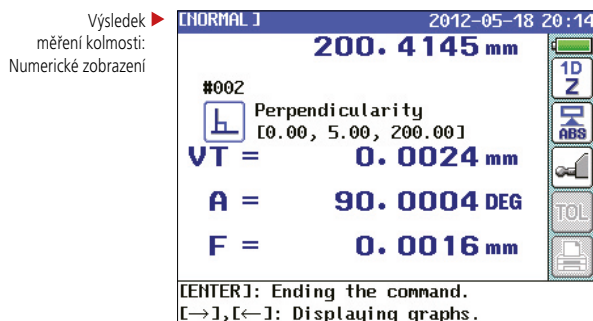 Výsledek
měření kolmosti:
Numerické zobrazení
[NORMAL] 2012-05-18 20:14
200.4145 mm
1D
Z
#002
Perpendicularity
[0.00, 5.00, 200.00]
ABS
VT = 0.0024 mm
A = 90.0004 DEG
TOL
F = 0.0016 mm
[ENTER]: Ending the command.
[→],[←]: Displaying graphs.